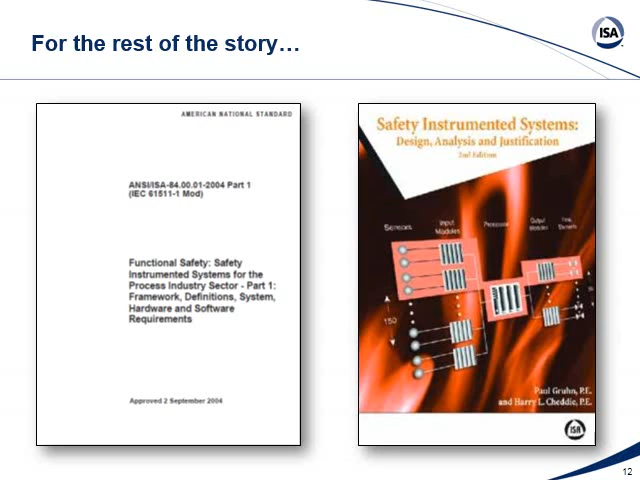 For the rest of the story…
ISA
AMERICAN NATIONAL STANDARD
ANSI/ISA-84.00.01-2004 Part 1
(IEC 61511-1 Mod)
Functional Safety: Safety
Instrumented Systems for the
Process Industry Sector - Part 1:
Framework, Definitions, System,
Hardware and Software
Requirements
Approved 2 September 2004
Safety Instrumented Systems:
Design, Analysis and Justification
2nd Edition
Sensors
Input
Modules
Processor
Output
Modules
Final
Elements
150
Paul Gruhn, P.E.
and Harry L. Cheddie, P.E.
ISA
12